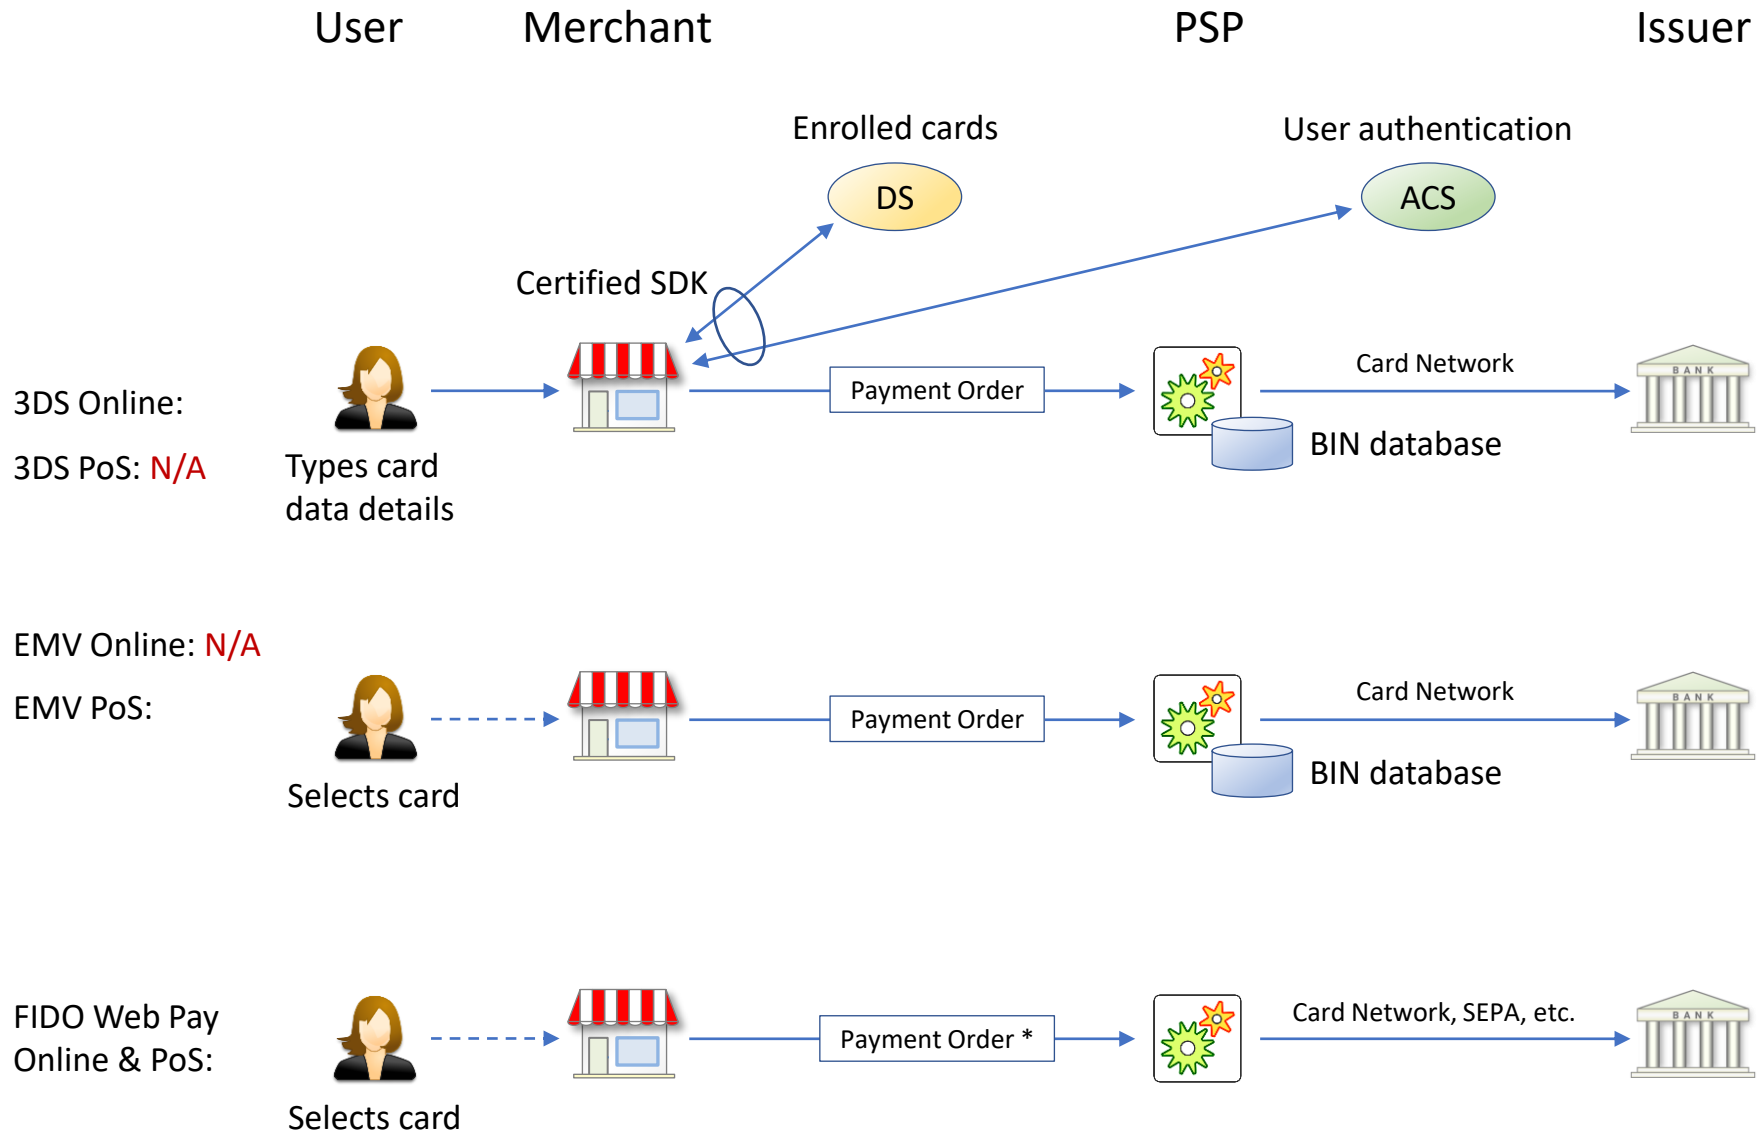 User
Merchant
PSP
Issuer
Enrolled cards
User authentication
DS
ACS
Certified SDK
3DS Online:
3DS PoS: N/A
Payment Order
Card Network
BANK
BIN database
Types card
data details
EMV Online: N/A
EMV PoS:
Payment Order
Card Network
BANK
BIN database
Selects card
FIDO Web Pay
Online & PoS:
Payment Order *
Card Network, SEPA, etc.
BANK
Selects card